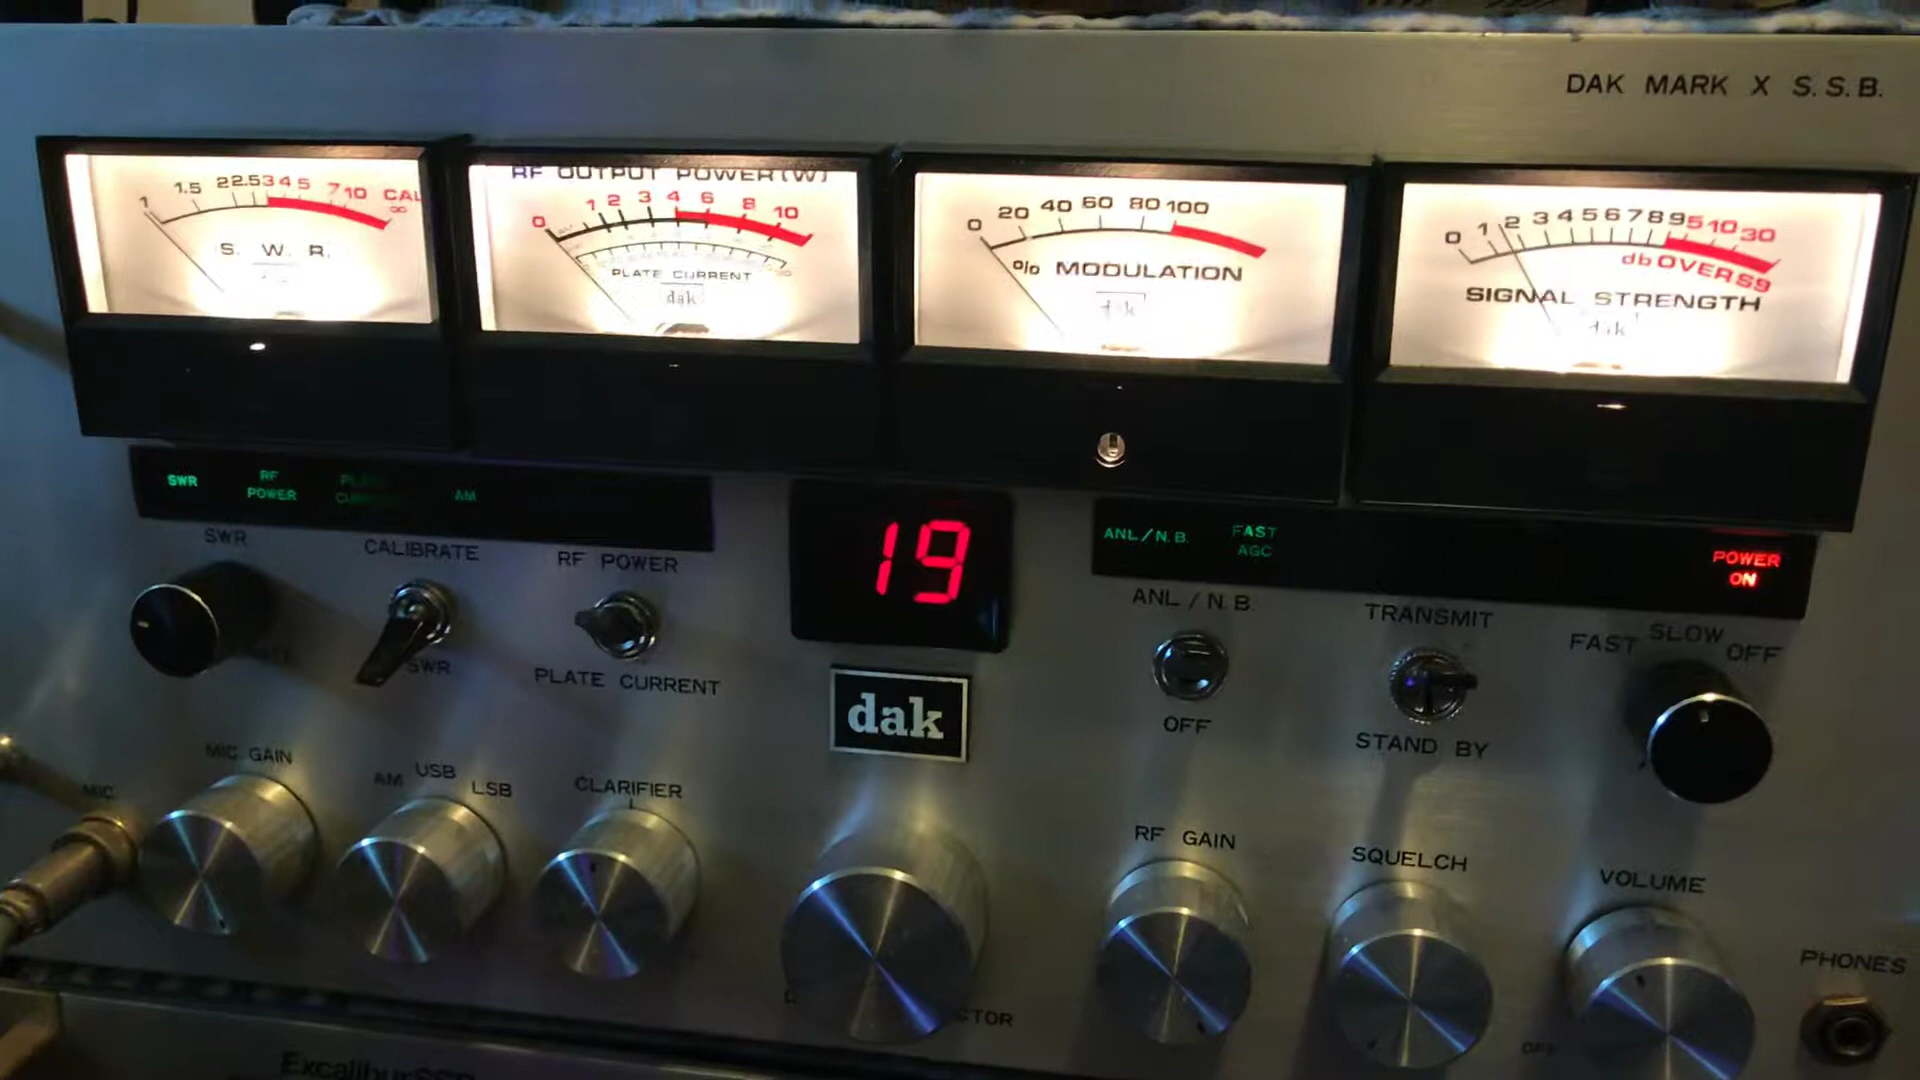 DAK MARK X S.S.B.
1 1.5 2 2.5 3 4 5 7 10 CAL
∞
S. W. R.
RF OUTPUT POWER (W)
0 1 2 3 4 6 8 10
PLATE CURRENT
dak
0 20 40 60 80 100
% MODULATION
dak
0 1 2 3 4 5 6 7 8 9 5 10 30
db OVER S9
SIGNAL STRENGTH
dak
SWR
RF
POWER
AM
19
ANL/N.B.
FAST
AGC
POWER
ON
SWR
CALIBRATE
SWR
RF POWER
PLATE CURRENT
dak
ANL / N.B.
OFF
TRANSMIT
STAND BY
FAST SLOW OFF
MIC
MIC GAIN
AM USB LSB
CLARIFIER
RF GAIN
SQUELCH
VOLUME
OFF
PHONES